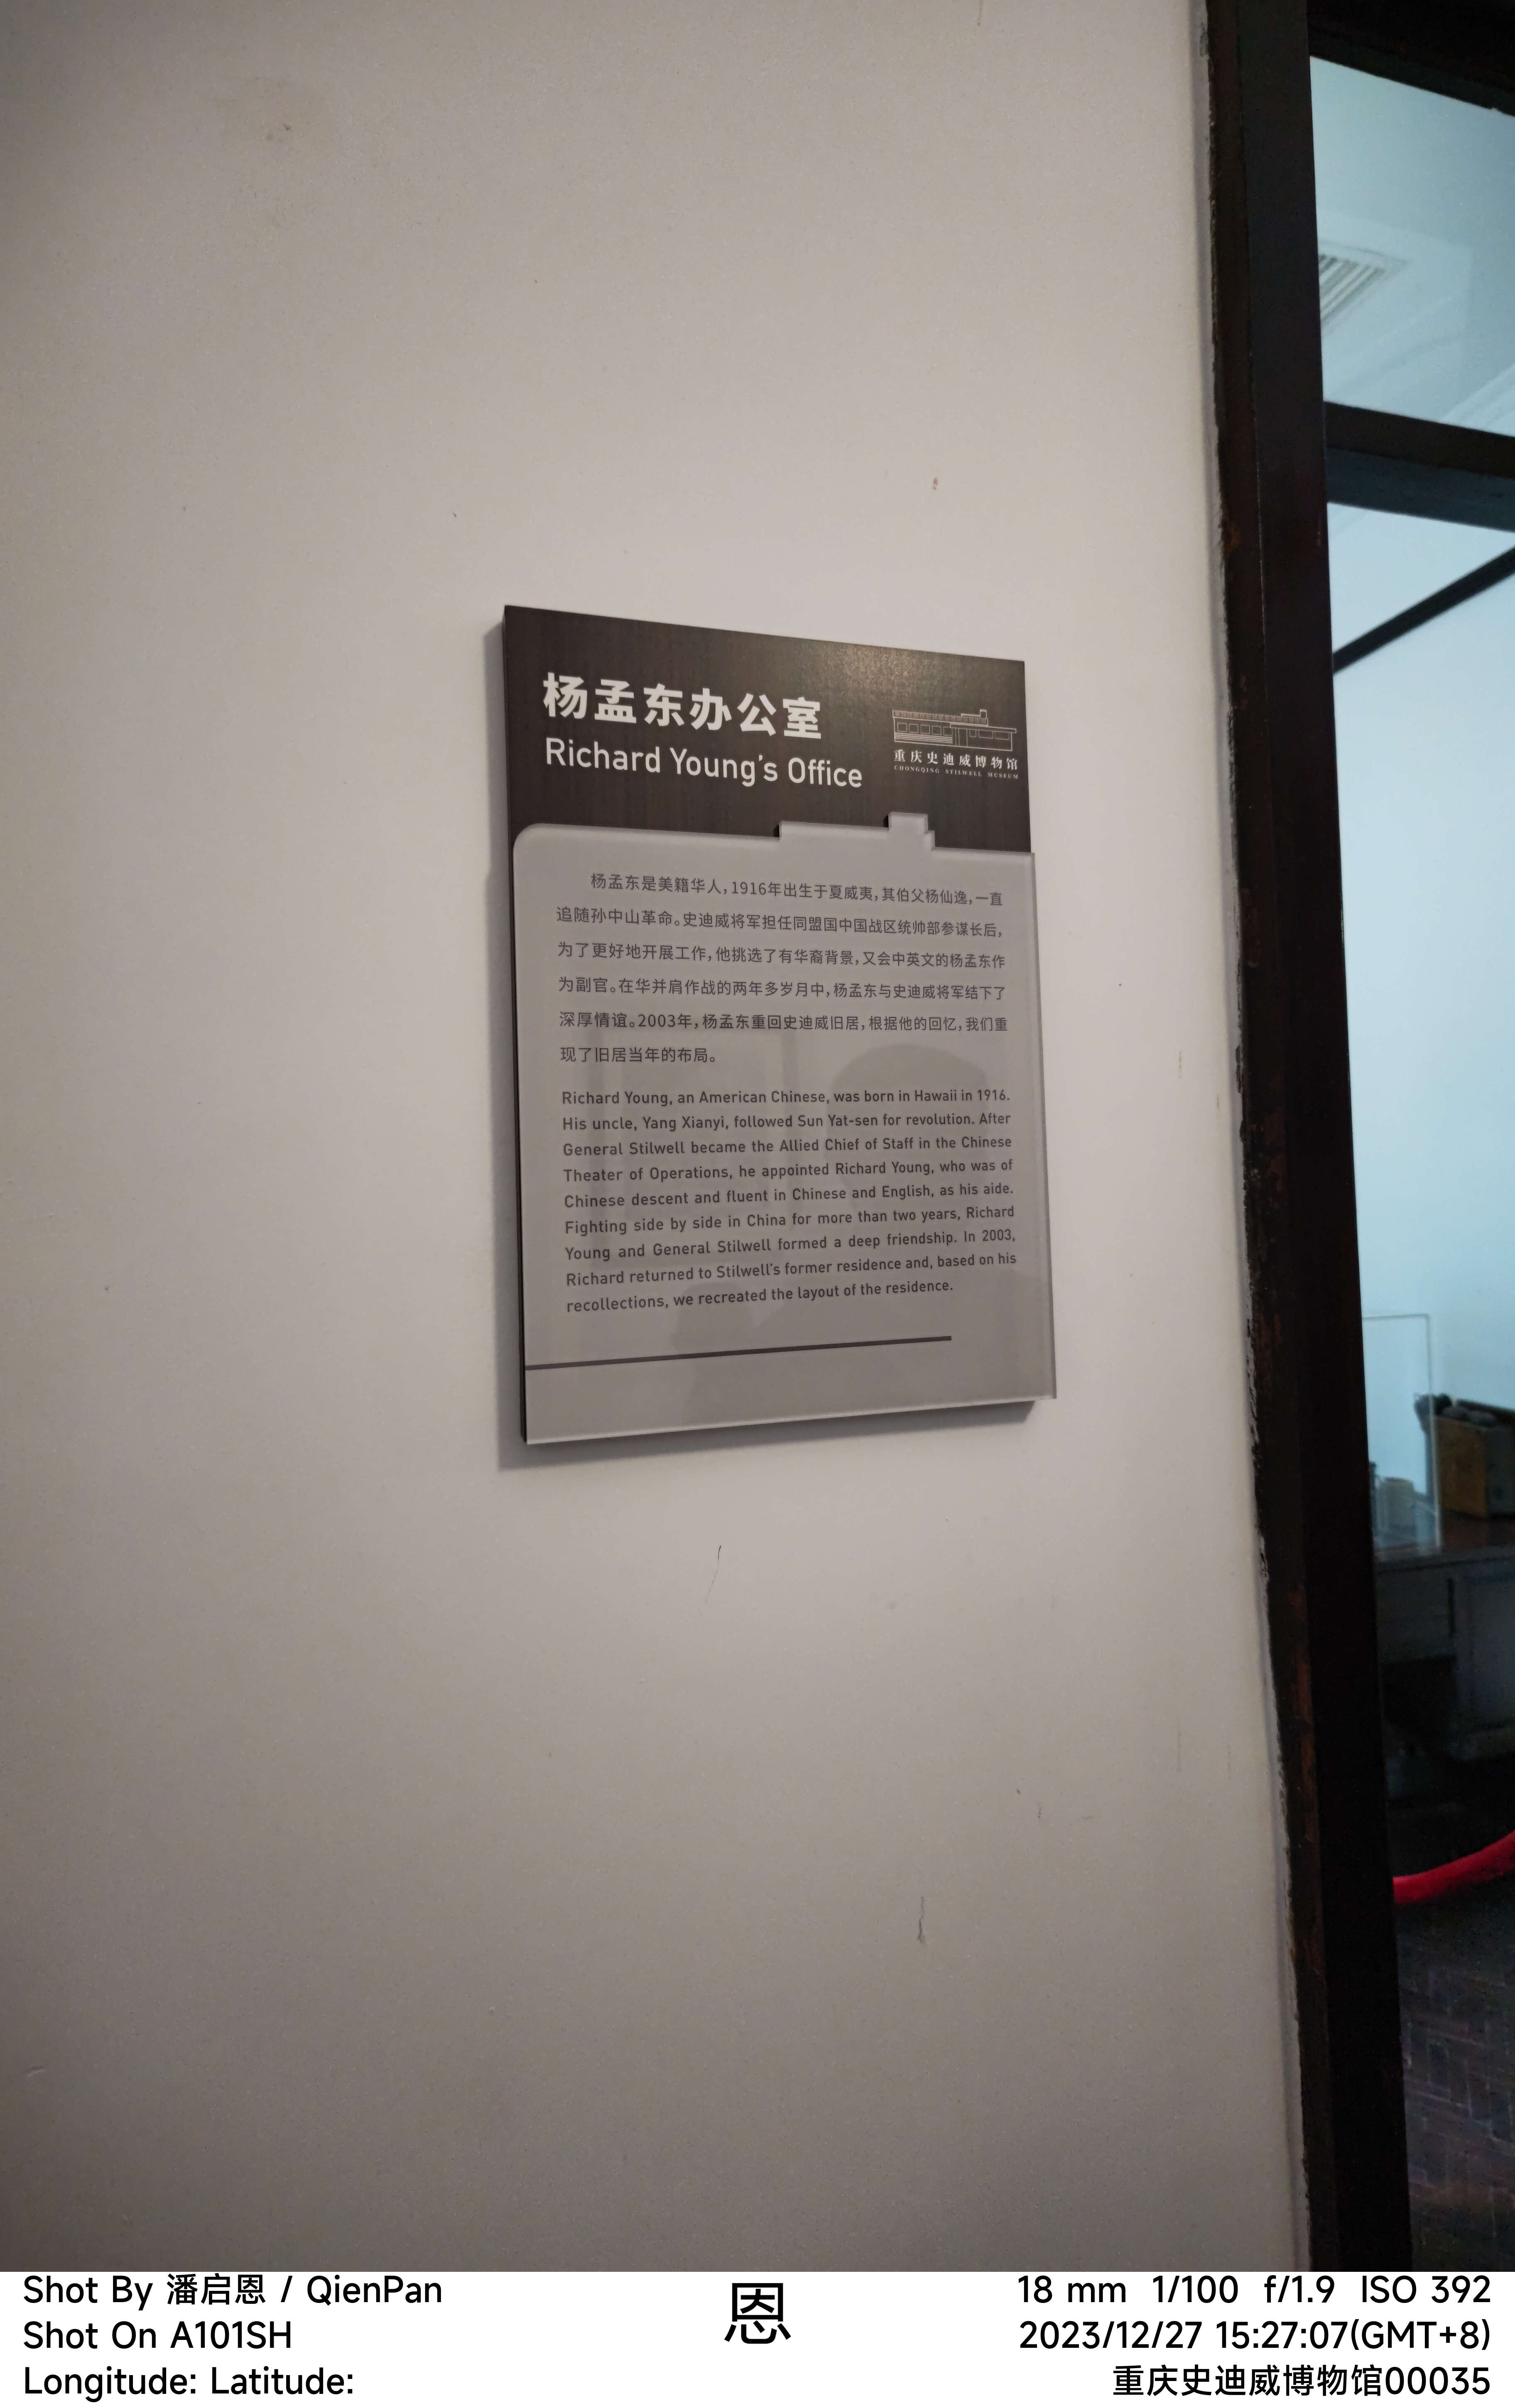 杨孟东办公室
Richard Young's Office
重庆史迪威博物馆
CHONGQING STILWELL MUSEUM
杨孟东是美籍华人，1916年出生于夏威夷，其伯父杨仙逸，一直
追随孙中山革命。史迪威将军担任同盟国中国战区统帅部参谋长后，
为了更好地开展工作，他挑选了有华裔背景，又会中英文的杨孟东作
为副官。在华并肩作战的两年多岁月中，杨孟东与史迪威将军结下了
深厚情谊。2003年，杨孟东重回史迪威旧居，根据他的回忆，我们重
现了旧居当年的布局。
Richard Young, an American Chinese, was born in Hawaii in 1916.
His uncle, Yang Xianyi, followed Sun Yat-sen for revolution. After
General Stilwell became the Allied Chief of Staff in the Chinese
Theater of Operations, he appointed Richard Young, who was of
Chinese descent and fluent in Chinese and English, as his aide.
Fighting side by side in China for more than two years, Richard
Young and General Stilwell formed a deep friendship. In 2003,
Richard returned to Stilwell's former residence and, based on his
recollections, we recreated the layout of the residence.
Shot By 潘启恩 / QienPan
Shot On A101SH
Longitude: Latitude:
恩
18 mm 1/100 f/1.9 ISO 392
2023/12/27 15:27:07(GMT+8)
重庆史迪威博物馆00035